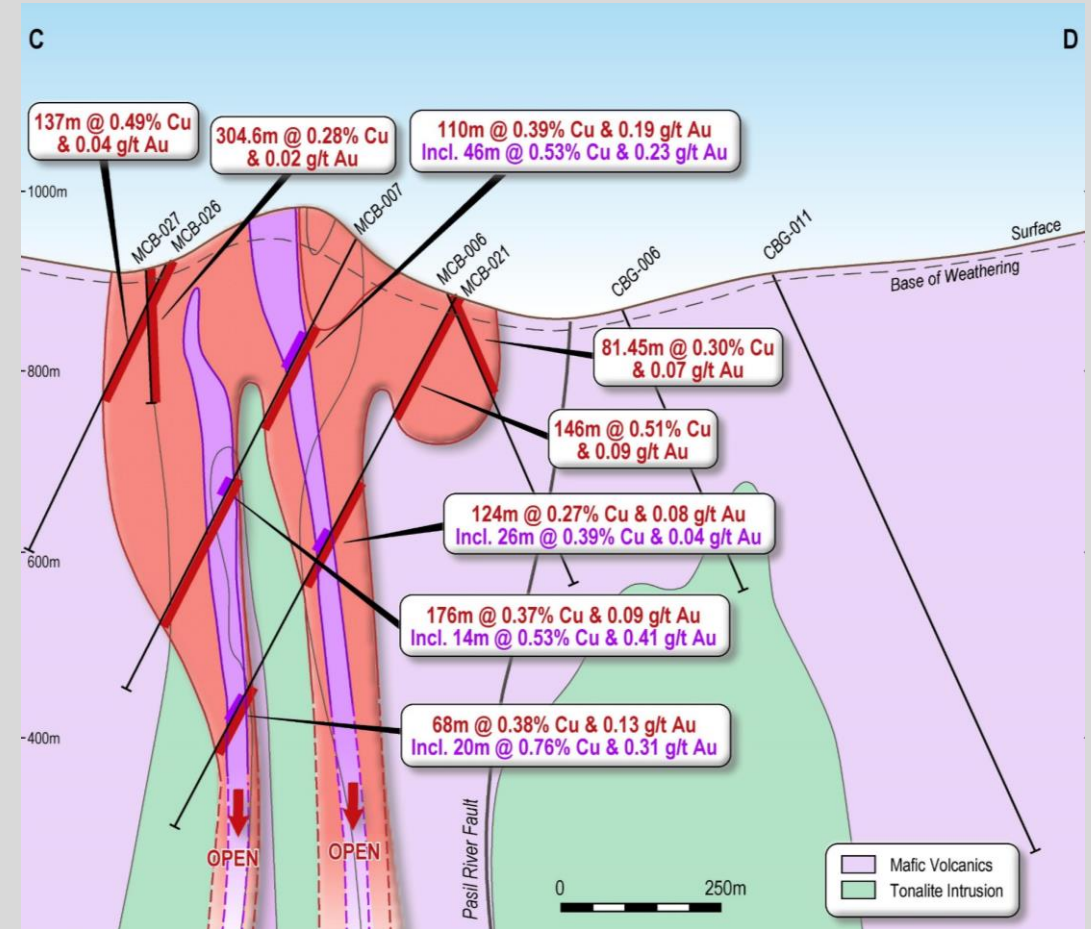 C
D
137m @ 0.49% Cu
& 0.04 g/t Au
304.6m @ 0.28% Cu
& 0.02 g/t Au
110m @ 0.39% Cu & 0.19 g/t Au
Incl. 46m @ 0.53% Cu & 0.23 g/t Au
1000m
MCB-027
MCB-026
MCB-007
MCB-006
MCB-021
CBG-006
CBG-011
Surface
Base of Weathering
81.45m @ 0.30% Cu
& 0.07 g/t Au
800m
146m @ 0.51% Cu
& 0.09 g/t Au
124m @ 0.27% Cu & 0.08 g/t Au
Incl. 26m @ 0.39% Cu & 0.04 g/t Au
600m
176m @ 0.37% Cu & 0.09 g/t Au
Incl. 14m @ 0.53% Cu & 0.41 g/t Au
68m @ 0.38% Cu & 0.13 g/t Au
Incl. 20m @ 0.76% Cu & 0.31 g/t Au
400m
OPEN
OPEN
Pasil River Fault
0
250m
Mafic Volcanics
Tonalite Intrusion